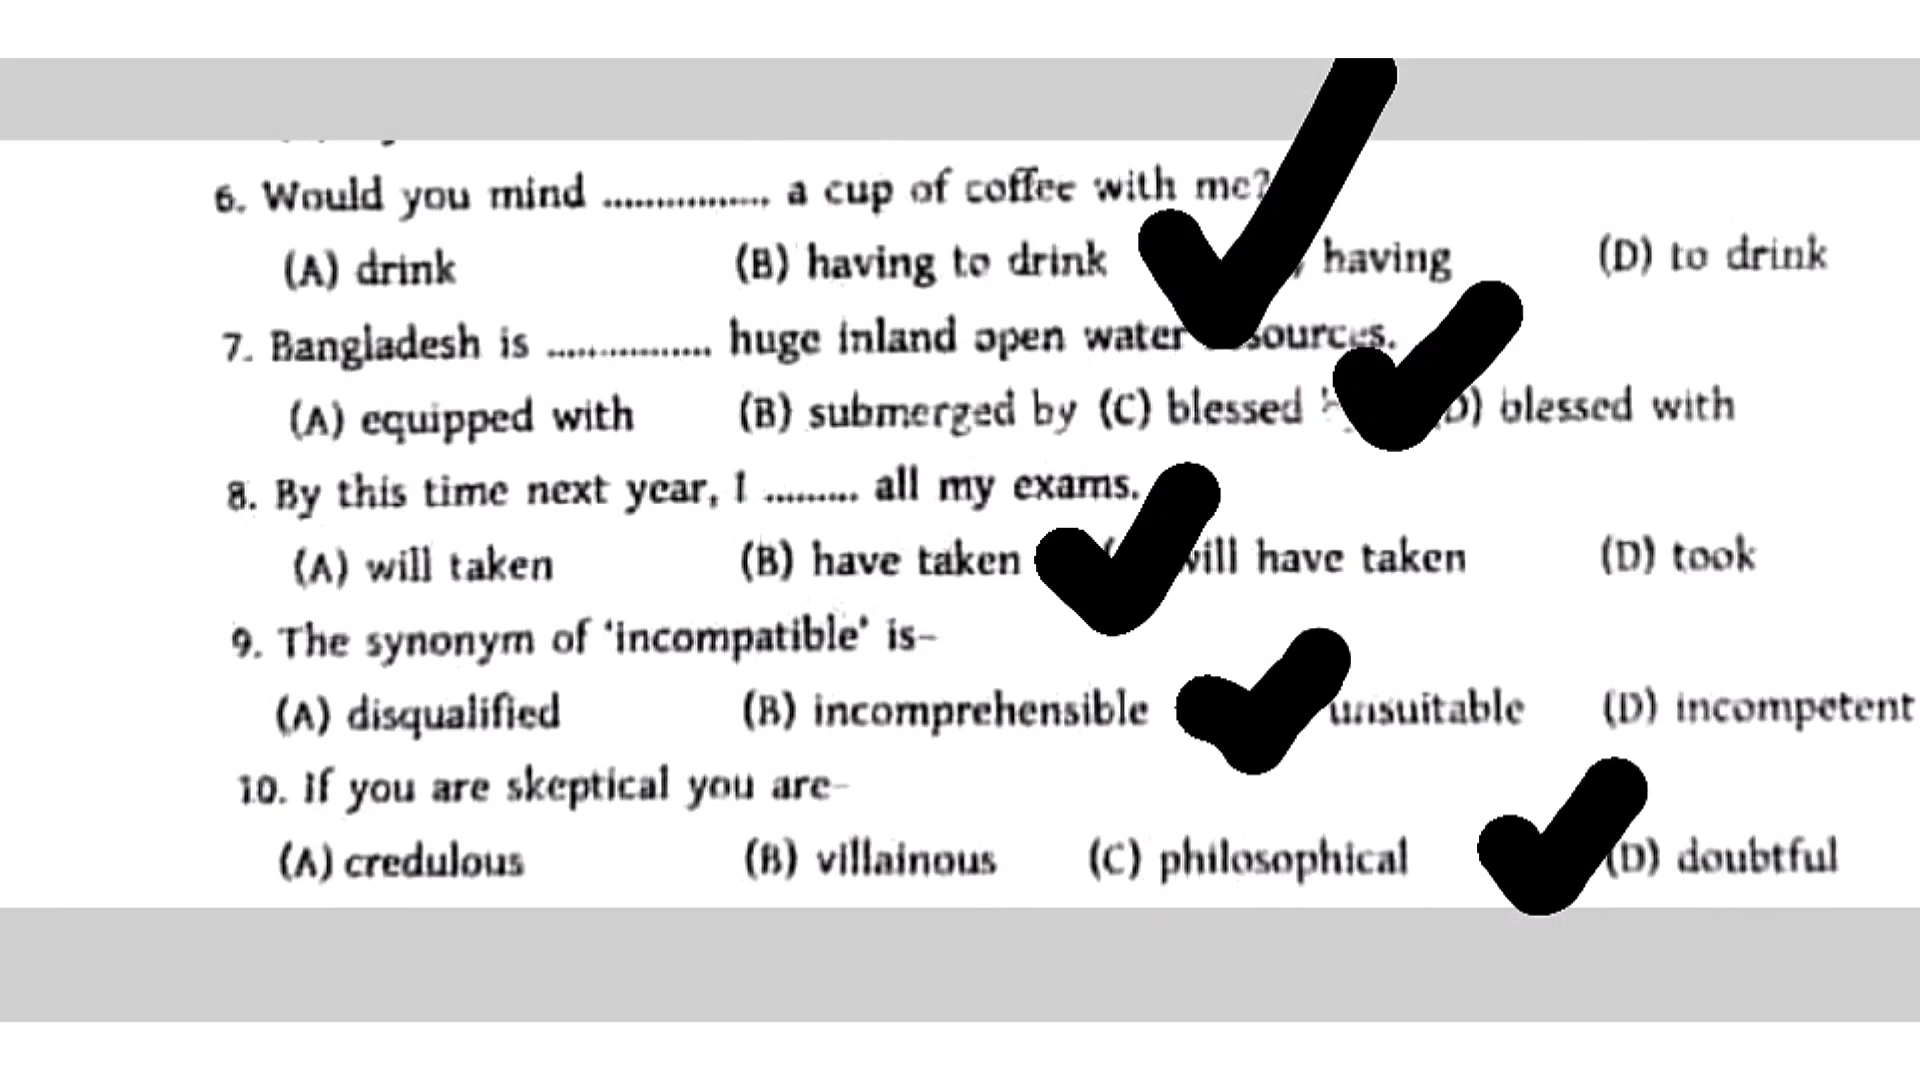 6. Would you mind ................ a cup of coffee with me?
(A) drink (B) having to drink having (D) to drink
7. Bangladesh is ................ huge inland open water
(A) equipped with (B) submerged by (C) blessed (D) blessed with
8. By this time next year, I ......... all my exams.
(A) will taken (B) have taken will have taken (D) took
9. The synonym of ‘incompatible’ is–
(A) disqualified (B) incomprehensible unsuitable (D) incompetent
10. If you are skeptical you are–
(A) credulous (B) villainous (C) philosophical (D) doubtful